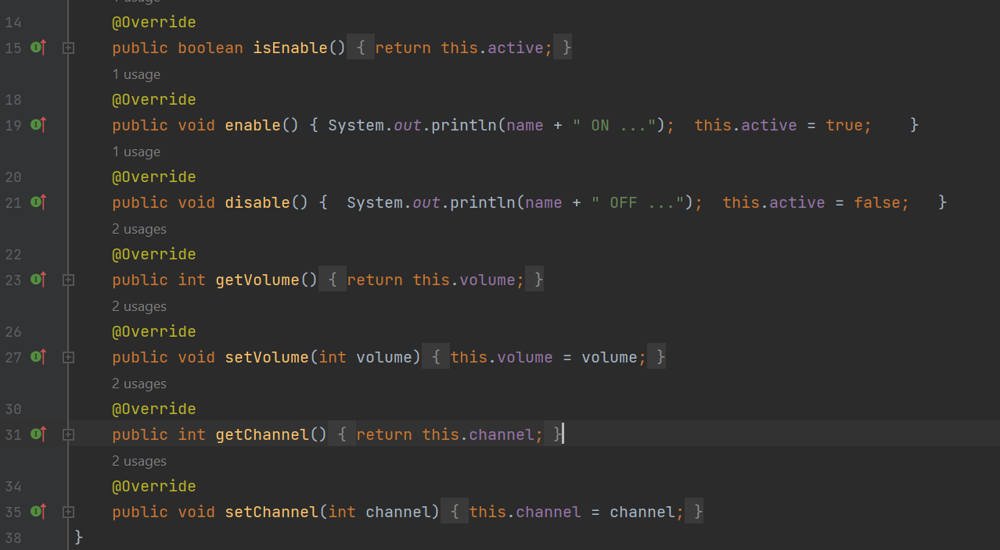 1 usage
14 @Override
15 public boolean isEnable() { return this.active; }
1 usage
18 @Override
19 public void enable() { System.out.println(name + " ON ..."); this.active = true; }
1 usage
20 @Override
21 public void disable() { System.out.println(name + " OFF ..."); this.active = false; }
2 usages
22 @Override
23 public int getVolume() { return this.volume; }
2 usages
26 @Override
27 public void setVolume(int volume) { this.volume = volume; }
2 usages
30 @Override
31 public int getChannel() { return this.channel; }
2 usages
34 @Override
35 public void setChannel(int channel) { this.channel = channel; }
38 }